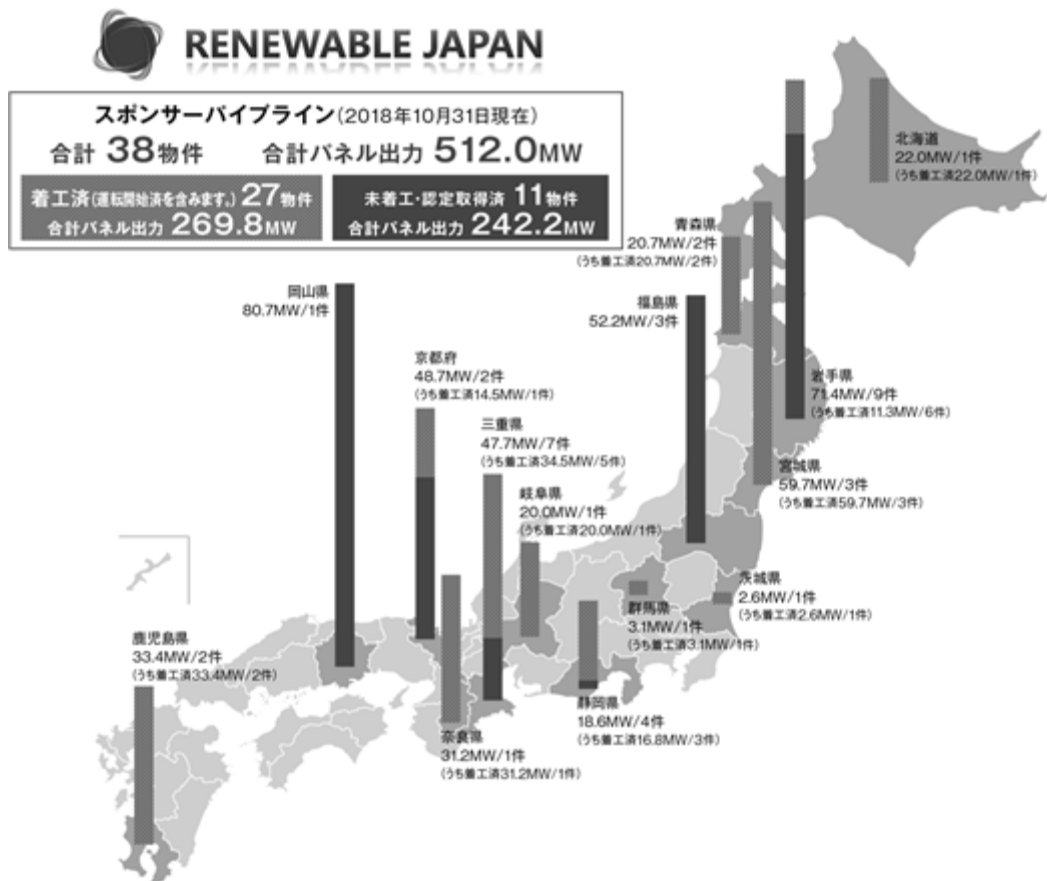 RENEWABLE JAPAN
スポンサーパイプライン(2018年10月31日現在)
合計 38物件 合計パネル出力 512.0MW
着工済(運転開始済を含みます。) 27物件
合計パネル出力 269.8MW
未着工・認定取得済 11物件
合計パネル出力 242.2MW
北海道
22.0MW/1件
(うち着工済22.0MW/1件)
青森県
20.7MW/2件
(うち着工済20.7MW/2件)
岡山県
80.7MW/1件
福島県
52.2MW/3件
京都府
48.7MW/2件
(うち着工済14.5MW/1件)
岩手県
71.4MW/9件
(うち着工済11.3MW/6件)
三重県
47.7MW/7件
(うち着工済34.5MW/5件)
宮城県
59.7MW/3件
(うち着工済59.7MW/3件)
岐阜県
20.0MW/1件
(うち着工済20.0MW/1件)
茨城県
2.6MW/1件
(うち着工済2.6MW/1件)
群馬県
3.1MW/1件
(うち着工済3.1MW/1件)
鹿児島県
33.4MW/2件
(うち着工済33.4MW/2件)
静岡県
18.6MW/4件
(うち着工済16.8MW/3件)
奈良県
31.2MW/1件
(うち着工済31.2MW/1件)